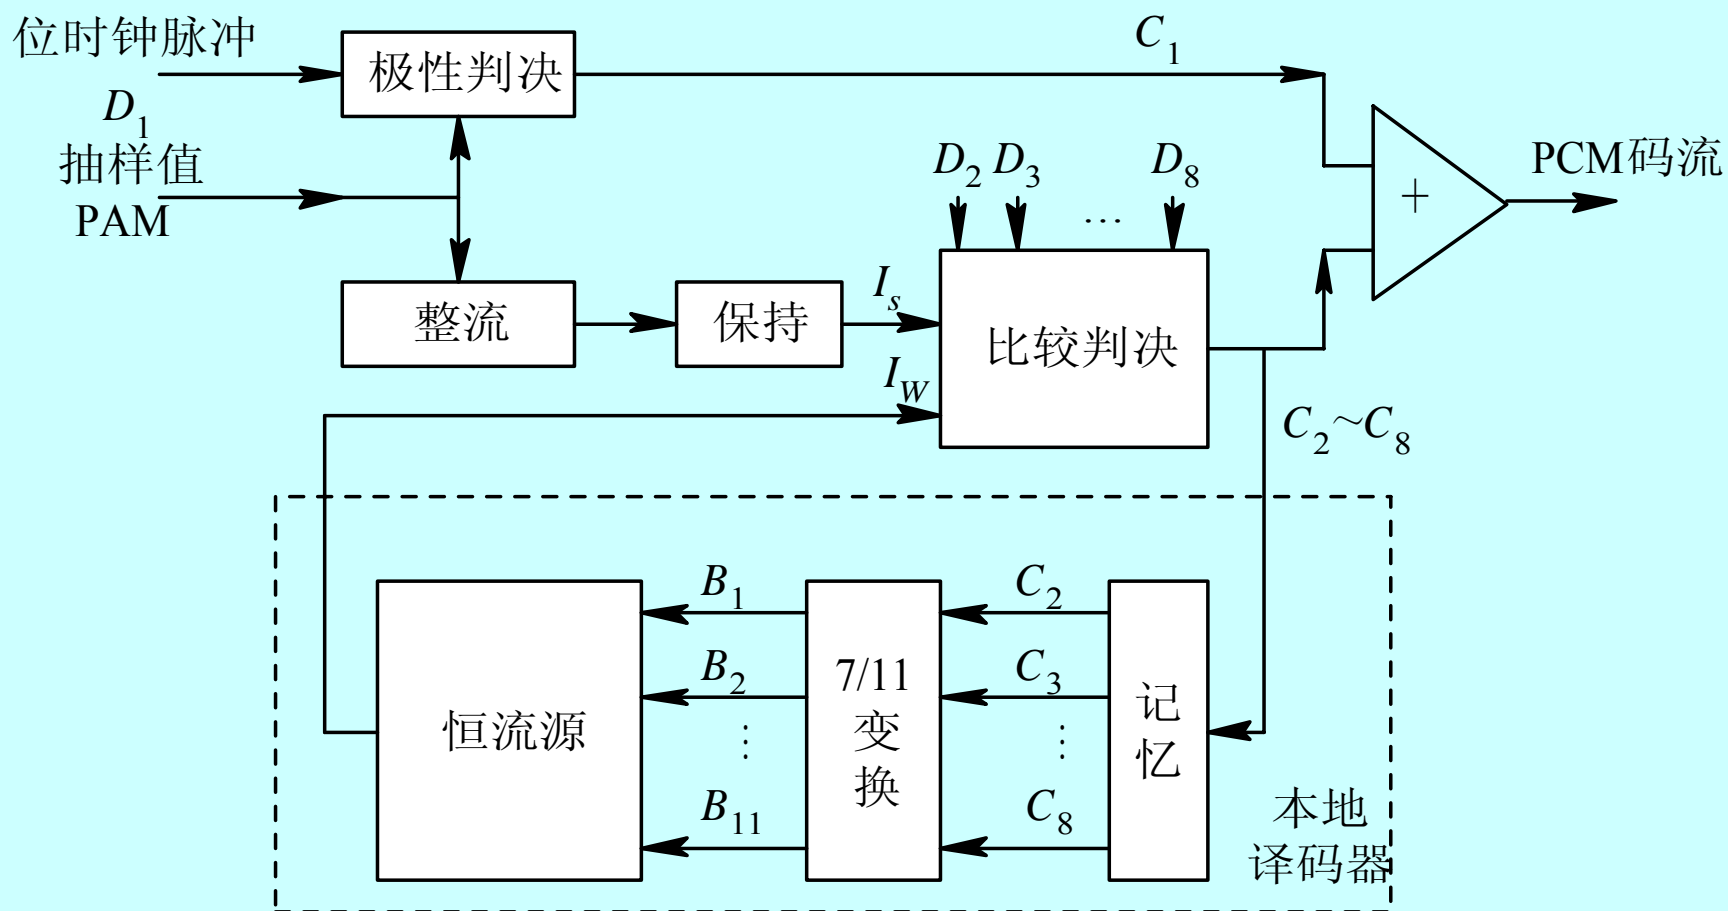 位时钟脉冲
D1
抽样值
PAM
极性判决
C1
PCM码流
+
D2 D3 … D8
整流
保持
Is
IW
比较判决
C2~C8
恒流源
B1
B2
⋮
B11
7/11
变
换
C2
C3
⋮
C8
记
忆
本地
译码器